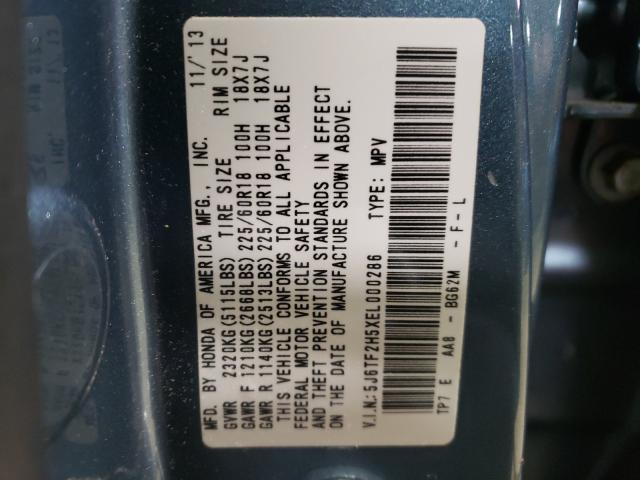 MFD. BY HONDA OF AMERICA MFG., INC. 11/'13
GVWR 2320KG(5115LBS) TIRE SIZE RIM SIZE
GAWR F 1210KG(2668LBS) 225/60R18 100H 18X7J
GAWR R 1140KG(2513LBS) 225/60R18 100H 18X7J
THIS VEHICLE CONFORMS TO ALL APPLICABLE
FEDERAL MOTOR VEHICLE SAFETY
AND THEFT PREVENTION STANDARDS IN EFFECT
ON THE DATE OF MANUFACTURE SHOWN ABOVE.
V.I.N.: 5J6TF2H5XEL000286 TYPE: MPV
TP7 E AA8 - BG62M - F - L